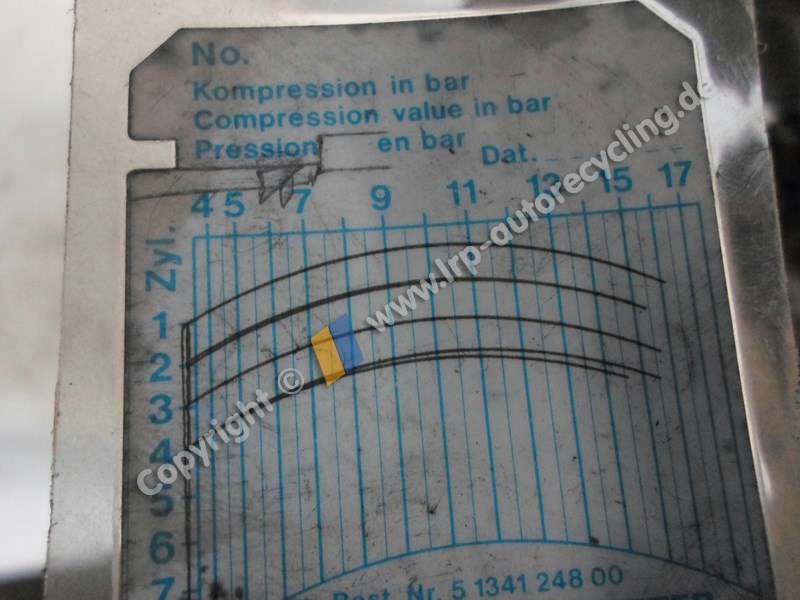 No.
Kompression in bar
Compression value in bar
Pression en bar
Dat.
4 5 7 9 11 13 15 17
Zyl.
1
2
3
4
5
6
7
Best. Nr. 5 1341 248 00
Copyright © www.lrp-autorecycling.de